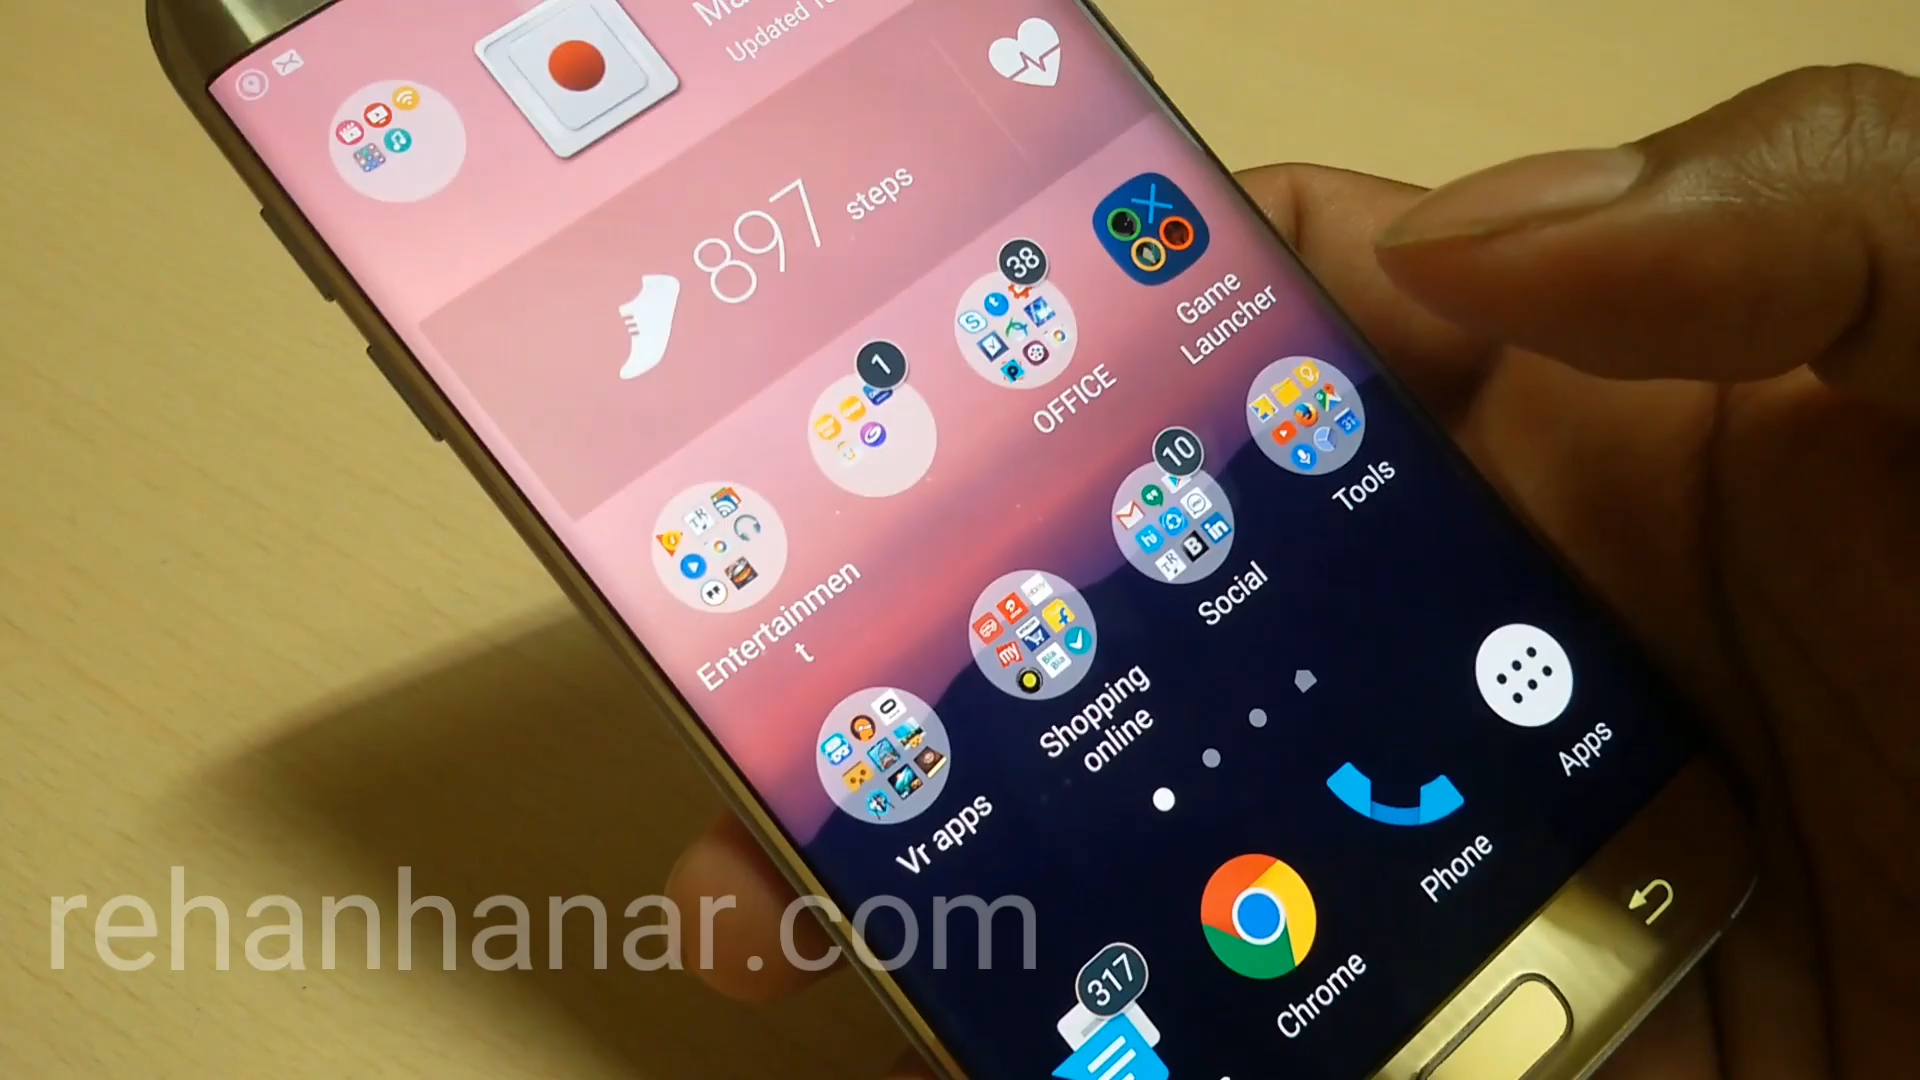 Updated
897 steps
1
38
Game
Launcher
OFFICE
10
Tools
Entertainmen
t
Social
Shopping
online
Vr apps
Apps
Phone
Chrome
317
rehanhanar.com